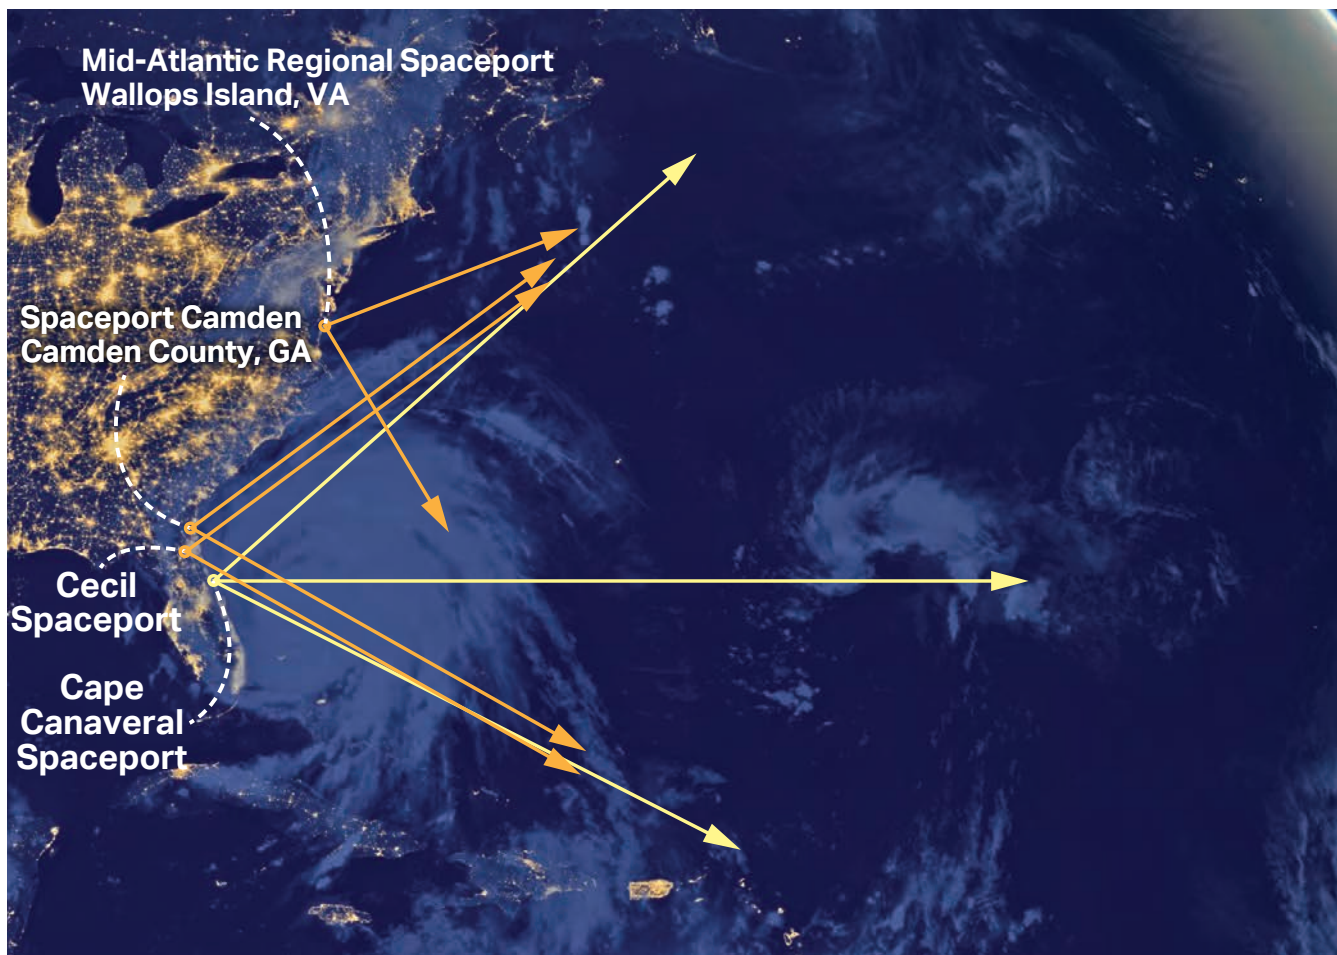 Mid-Atlantic Regional Spaceport
Wallops Island, VA
Spaceport Camden
Camden County, GA
Cecil
Spaceport
Cape
Canaveral
Spaceport